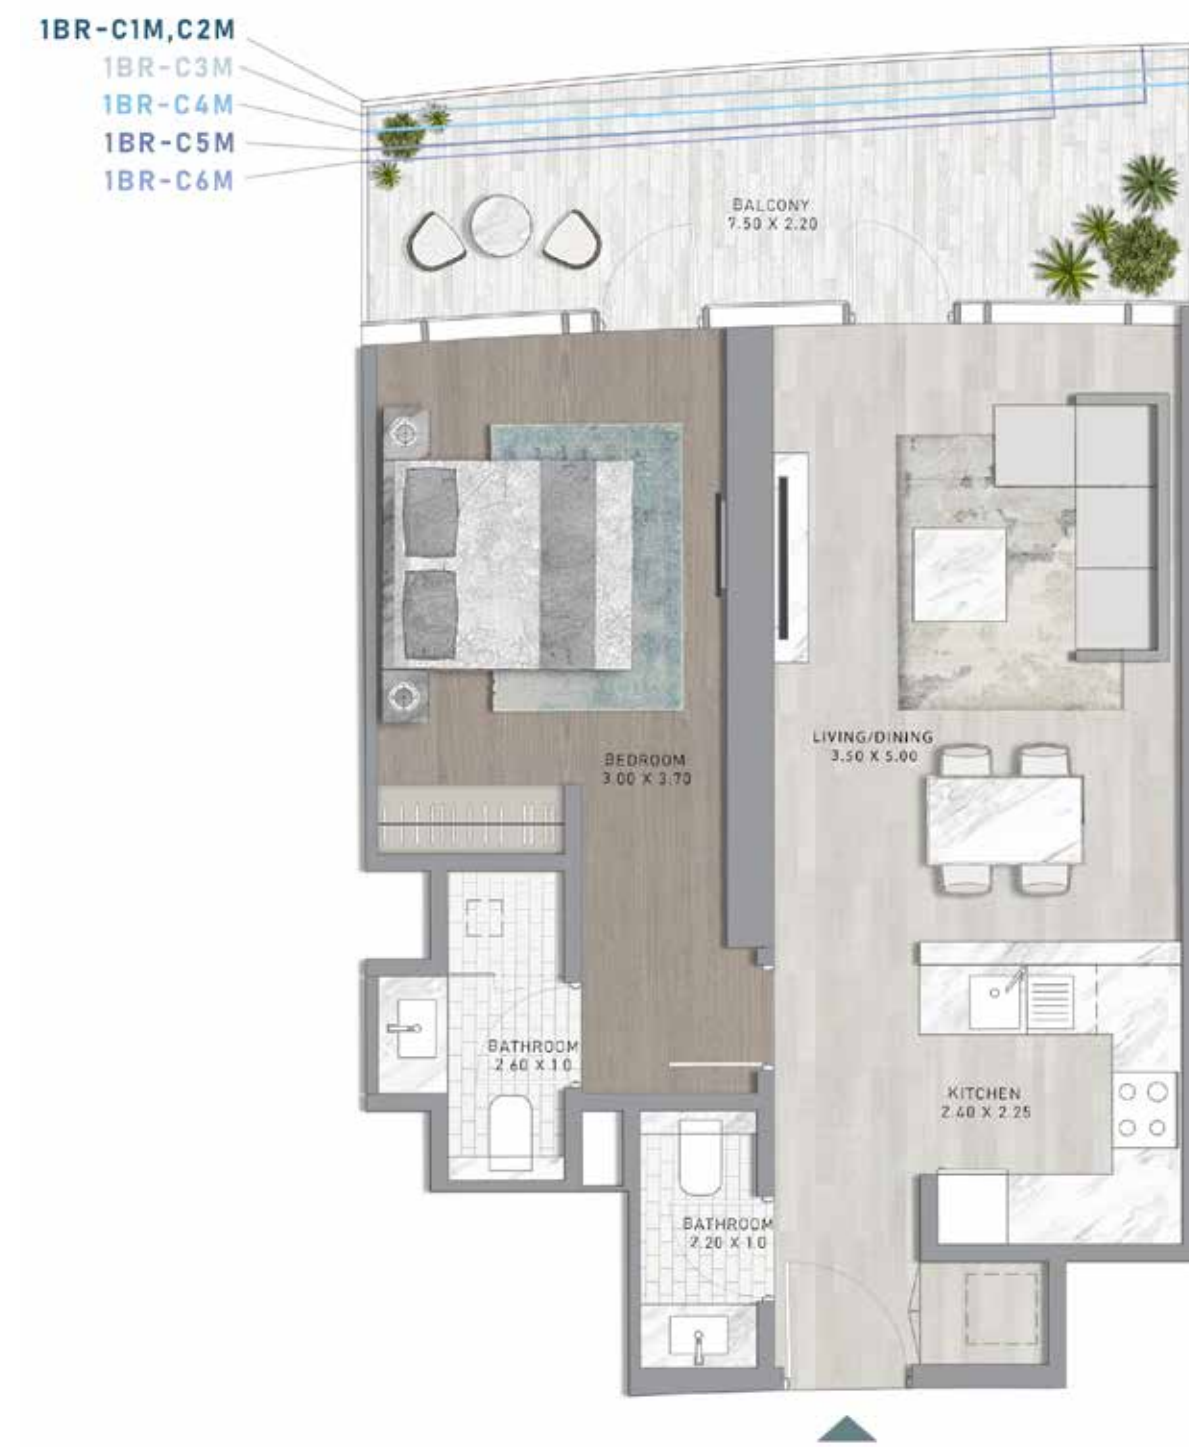 1BR-C1M,C2M
1BR-C3M
1BR-C4M
1BR-C5M
1BR-C6M
BALCONY
7.50 X 2.20
BEDROOM
3.00 X 3.70
LIVING/DINING
3.50 X 5.00
BATHROOM
2.60 X 1.0
KITCHEN
2.40 X 2.25
BATHROOM
2.20 X 1.0